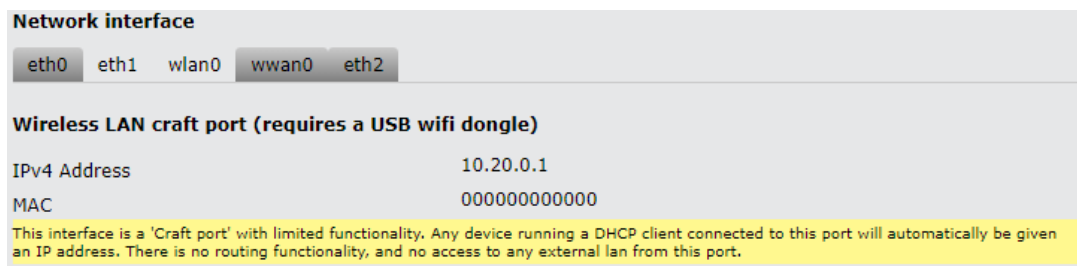 Network interface
eth0 eth1 wlan0 wwan0 eth2
Wireless LAN craft port (requires a USB wifi dongle)
IPv4 Address 10.20.0.1
MAC 000000000000
This interface is a 'Craft port' with limited functionality. Any device running a DHCP client connected to this port will automatically be given
an IP address. There is no routing functionality, and no access to any external lan from this port.